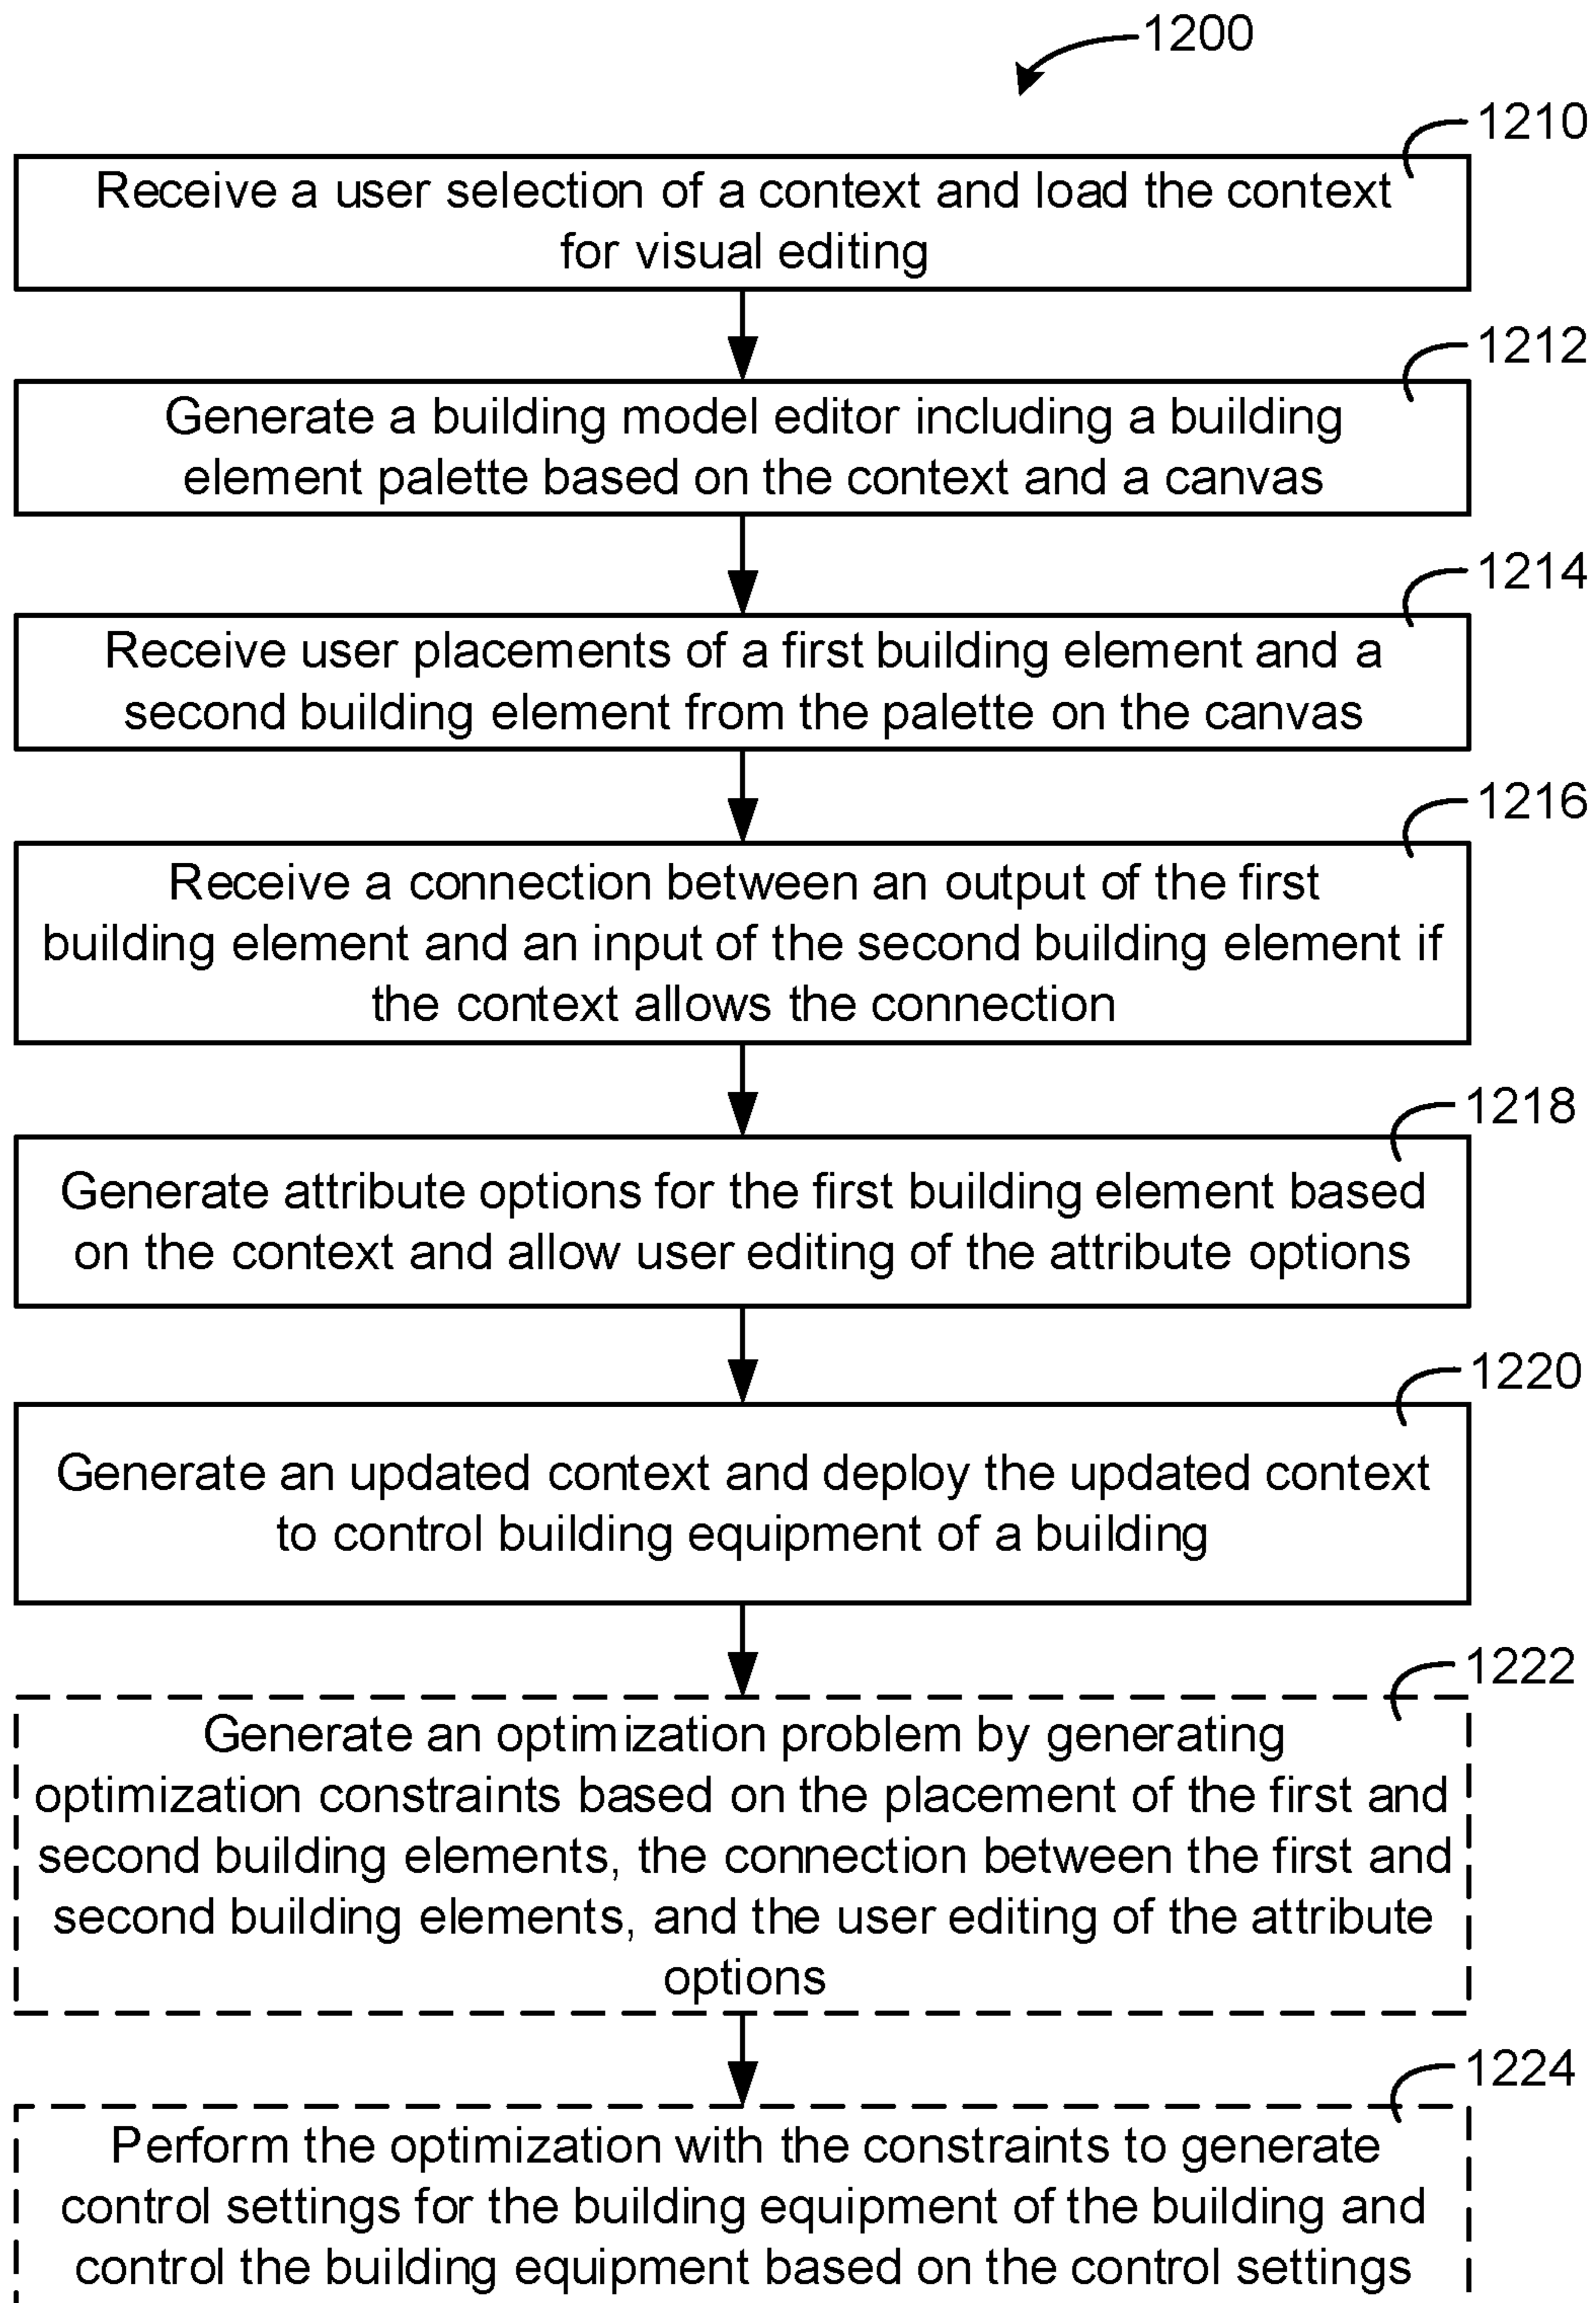 1200
1210
Receive a user selection of a context and load the context
for visual editing
1212
Generate a building model editor including a building
element palette based on the context and a canvas
1214
Receive user placements of a first building element and a
second building element from the palette on the canvas
1216
Receive a connection between an output of the first
building element and an input of the second building element if
the context allows the connection
1218
Generate attribute options for the first building element based
on the context and allow user editing of the attribute options
1220
Generate an updated context and deploy the updated context
to control building equipment of a building
1222
Generate an optimization problem by generating
optimization constraints based on the placement of the first and
second building elements, the connection between the first and
second building elements, and the user editing of the attribute
options
1224
Perform the optimization with the constraints to generate
control settings for the building equipment of the building and
control the building equipment based on the control settings